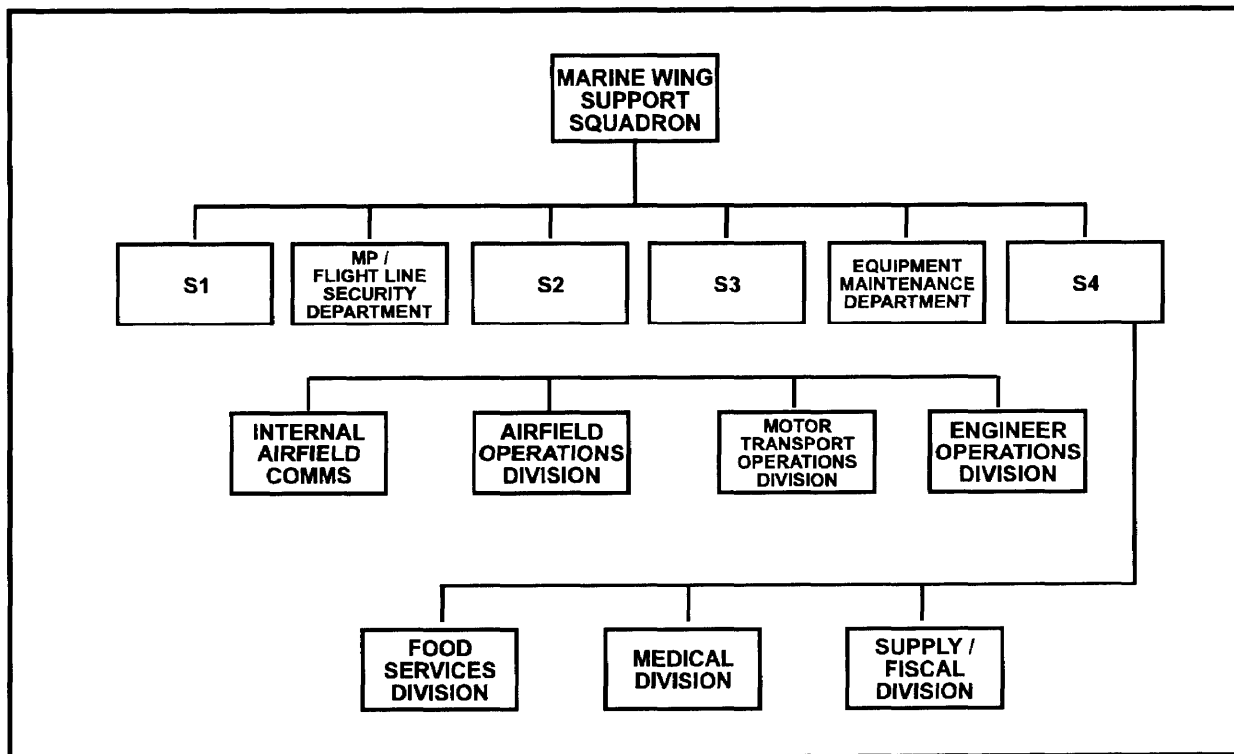 MARINE WING
SUPPORT
SQUADRON
S1
MP /
FLIGHT LINE
SECURITY
DEPARTMENT
S2
S3
EQUIPMENT
MAINTENANCE
DEPARTMENT
S4
INTERNAL
AIRFIELD
COMMS
AIRFIELD
OPERATIONS
DIVISION
MOTOR
TRANSPORT
OPERATIONS
DIVISION
ENGINEER
OPERATIONS
DIVISION
FOOD
SERVICES
DIVISION
MEDICAL
DIVISION
SUPPLY /
FISCAL
DIVISION